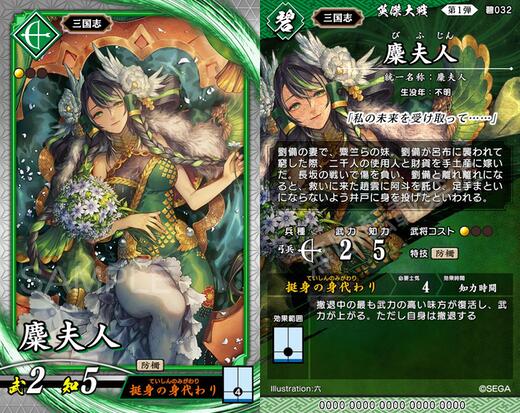 三国志
麋夫人
防柵
武2 知5
ていしんのみがわり
挺身の身代わり
4
SAMPLE
碧
三国志
英傑大戦 第1弾 碧032
びふじん
麋夫人
統一名称：麋夫人
生没年：不明
「私の未来を受け取って……」
劉備の妻で、麋竺らの妹。劉備が呂布に襲われて
窮した際、二千人の使用人と財貨を手土産に嫁い
だ。長坂の戦いで傷を負い、劉備と離れ離れにな
ると、救いに来た趙雲に阿斗を託し、足手まとい
にならないよう井戸に身を投げたといわれる。
兵種 武力 知力 武将コスト
弓兵 2 5 特技 防柵
ていしんのみがわり 必要士気 効果時間
挺身の身代わり 4 知力時間
効果範囲
撤退中の最も武力の高い味方が復活し、武
力が上がる。ただし自身は撤退する
Illustration:六 ©SEGA
0000-0000-0000-0000-0000